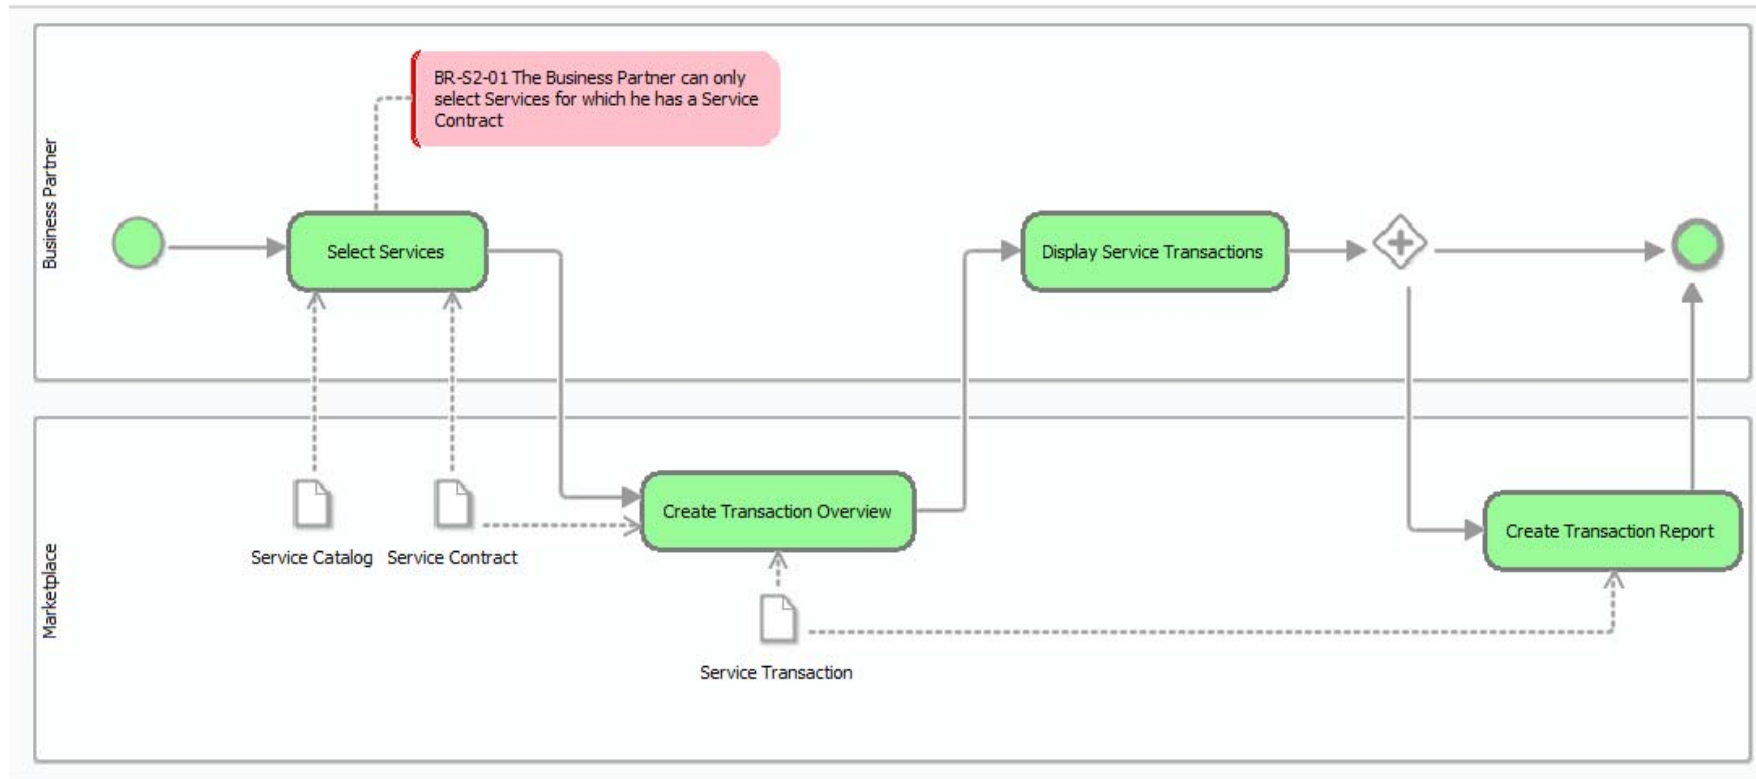 BR-S2-01 The Business Partner can only
select Services for which he has a Service
Contract
Business Partner
Select Services
Display Service Transactions
Marketplace
Create Transaction Overview
Create Transaction Report
Service Catalog
Service Contract
Service Transaction